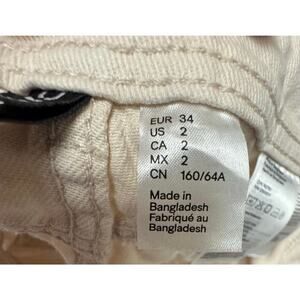 EUR 34
US 2
CA 2
MX 2
CN 160/64A
Made in
Bangladesh
Fabriqué au
Bangladesh